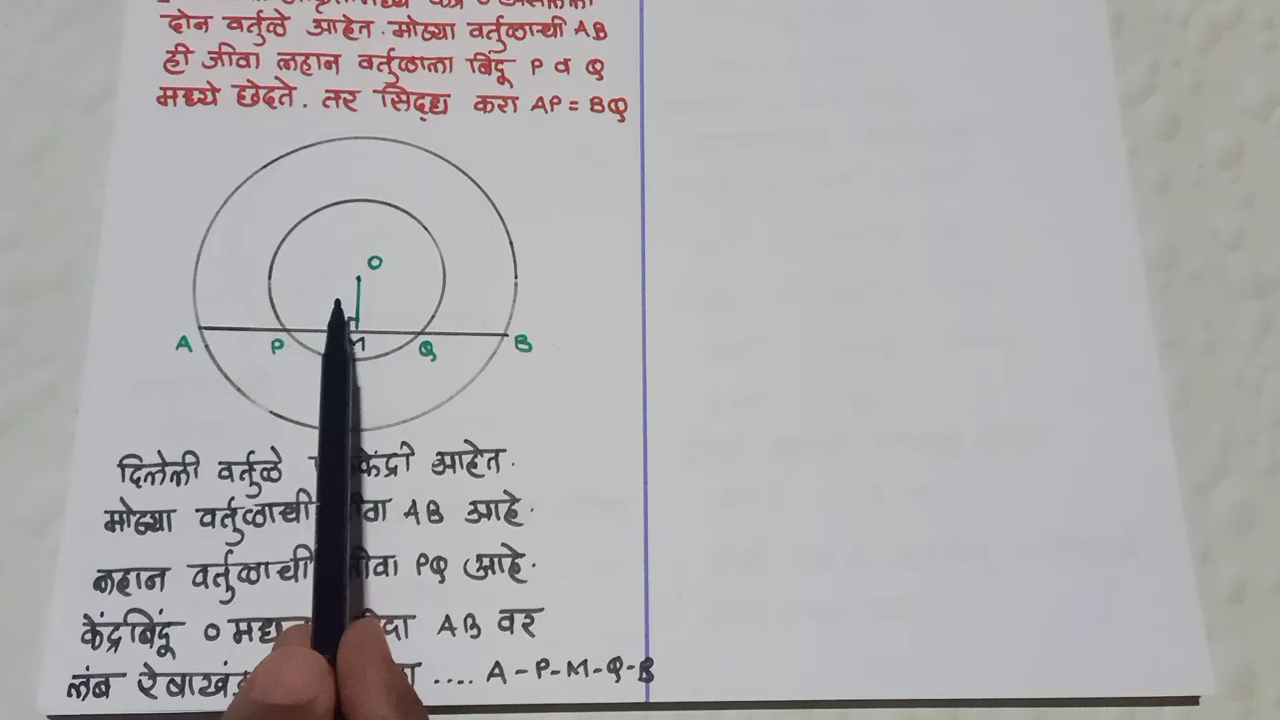 दोन वर्तुळे आहेत. मोठ्या वर्तुळाची AB
ही जीवा लहान वर्तुळाला बिंदू P व Q
मध्ये छेदते. तर सिद्ध करा AP = BQ
O
A P M Q B
दिलेली वर्तुळे केंद्री आहेत.
मोठ्या वर्तुळाची AB आहे.
लहान वर्तुळाची जीवा PQ आहे.
केंद्रबिंदू O AB वर
लंब .... A-P-M-Q-B